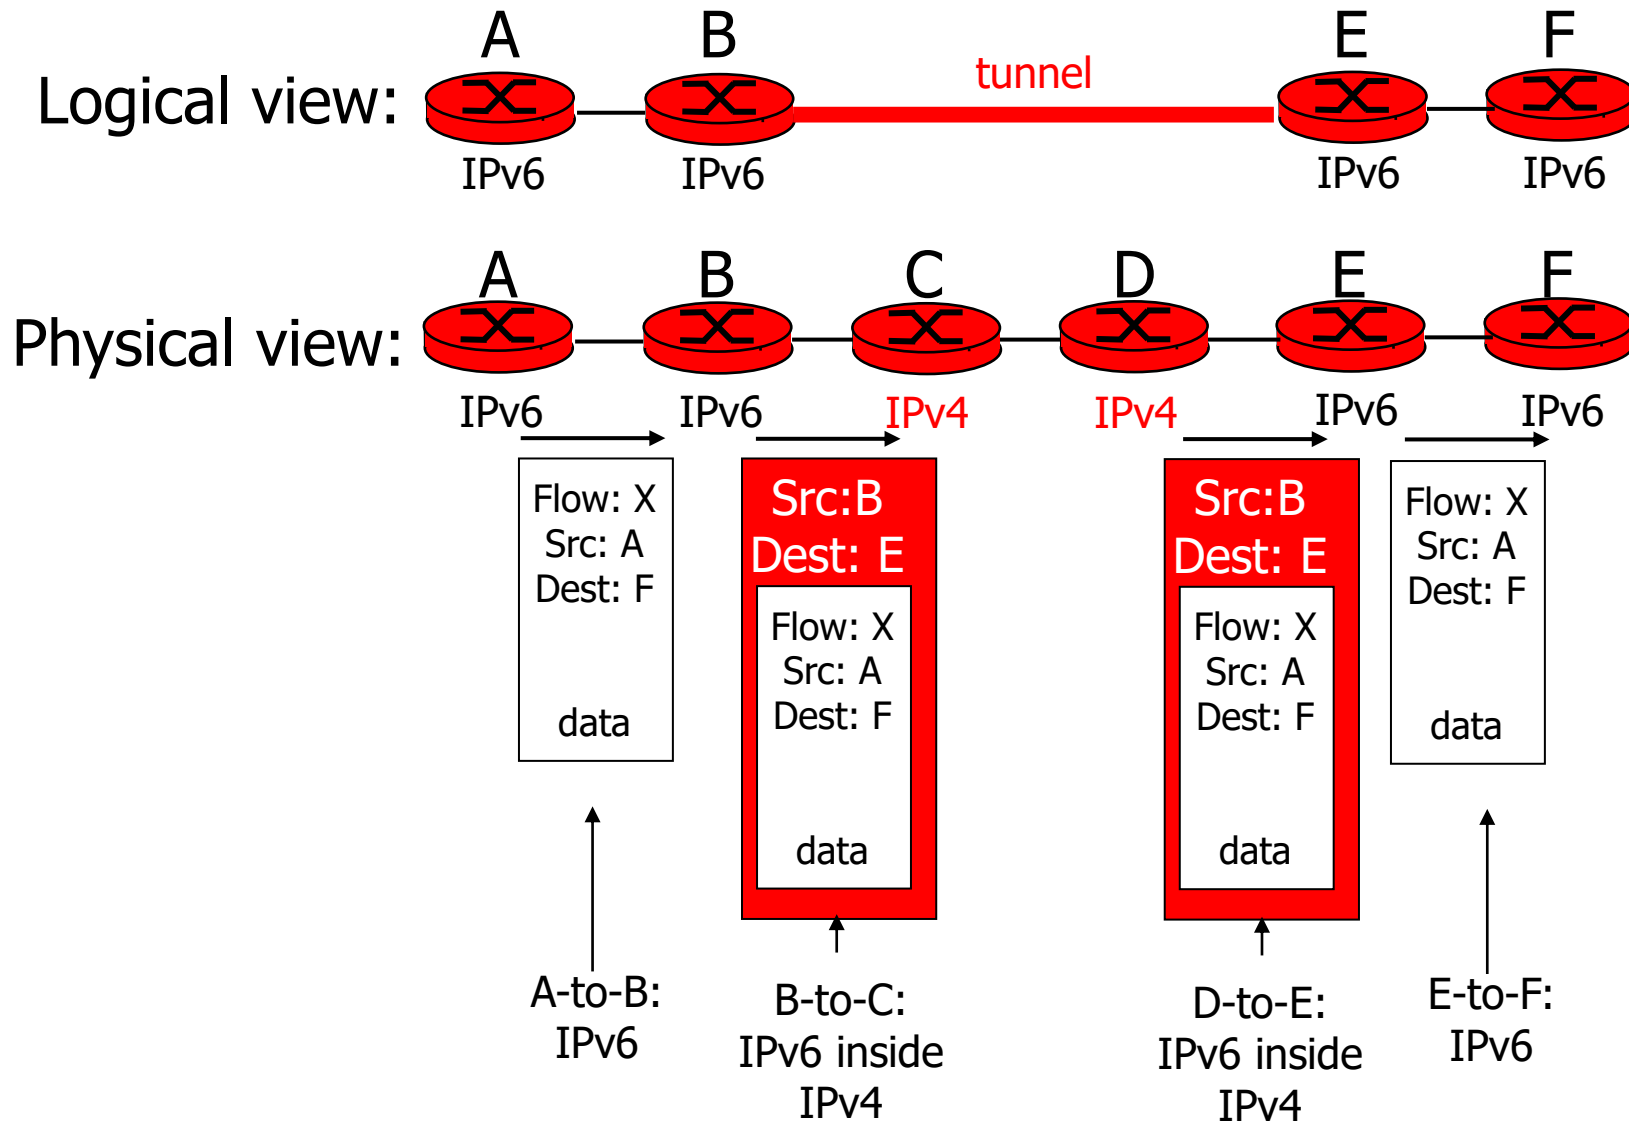 A B E F
Logical view: tunnel
IPv6 IPv6 IPv6 IPv6
A B C D E F
Physical view:
IPv6 IPv6 IPv4 IPv4 IPv6 IPv6
Flow: X
Src: A
Dest: F
data
Src:B
Dest: E
Flow: X
Src: A
Dest: F
data
Src:B
Dest: E
Flow: X
Src: A
Dest: F
data
Flow: X
Src: A
Dest: F
data
A-to-B:
IPv6
B-to-C:
IPv6 inside
IPv4
D-to-E:
IPv6 inside
IPv4
E-to-F:
IPv6